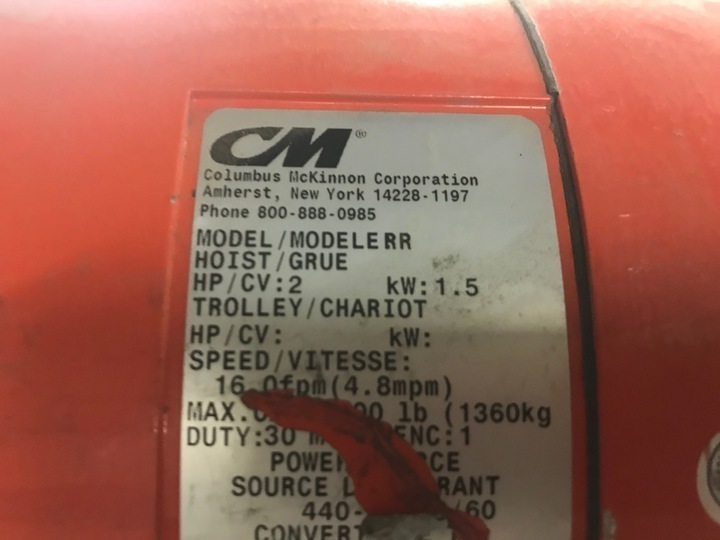 CM®
Columbus McKinnon Corporation
Amherst, New York 14228-1197
Phone 800-888-0985
MODEL/MODELE RR
HOIST/GRUE
HP/CV:2 kW:1.5
TROLLEY/CHARIOT
HP/CV: kW:
SPEED/VITESSE:
16.0fpm(4.8mpm)
MAX. lb (1360kg
DUTY:30
SOURCE
440- /60